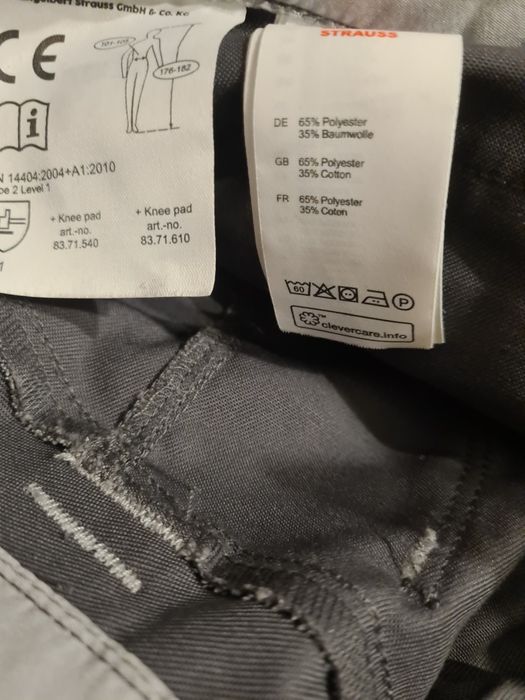 Strauss GmbH & Co. KG
CE
101-105
176-182
i
14404:2004+A1:2010
2 Level 1
+ Knee pad
art.-no.
83.71.540
+ Knee pad
art.-no.
83.71.610
STRAUSS
DE 65% Polyester
35% Baumwolle
GB 65% Polyester
35% Cotton
FR 65% Polyester
35% Coton
60 P
clevercare.info